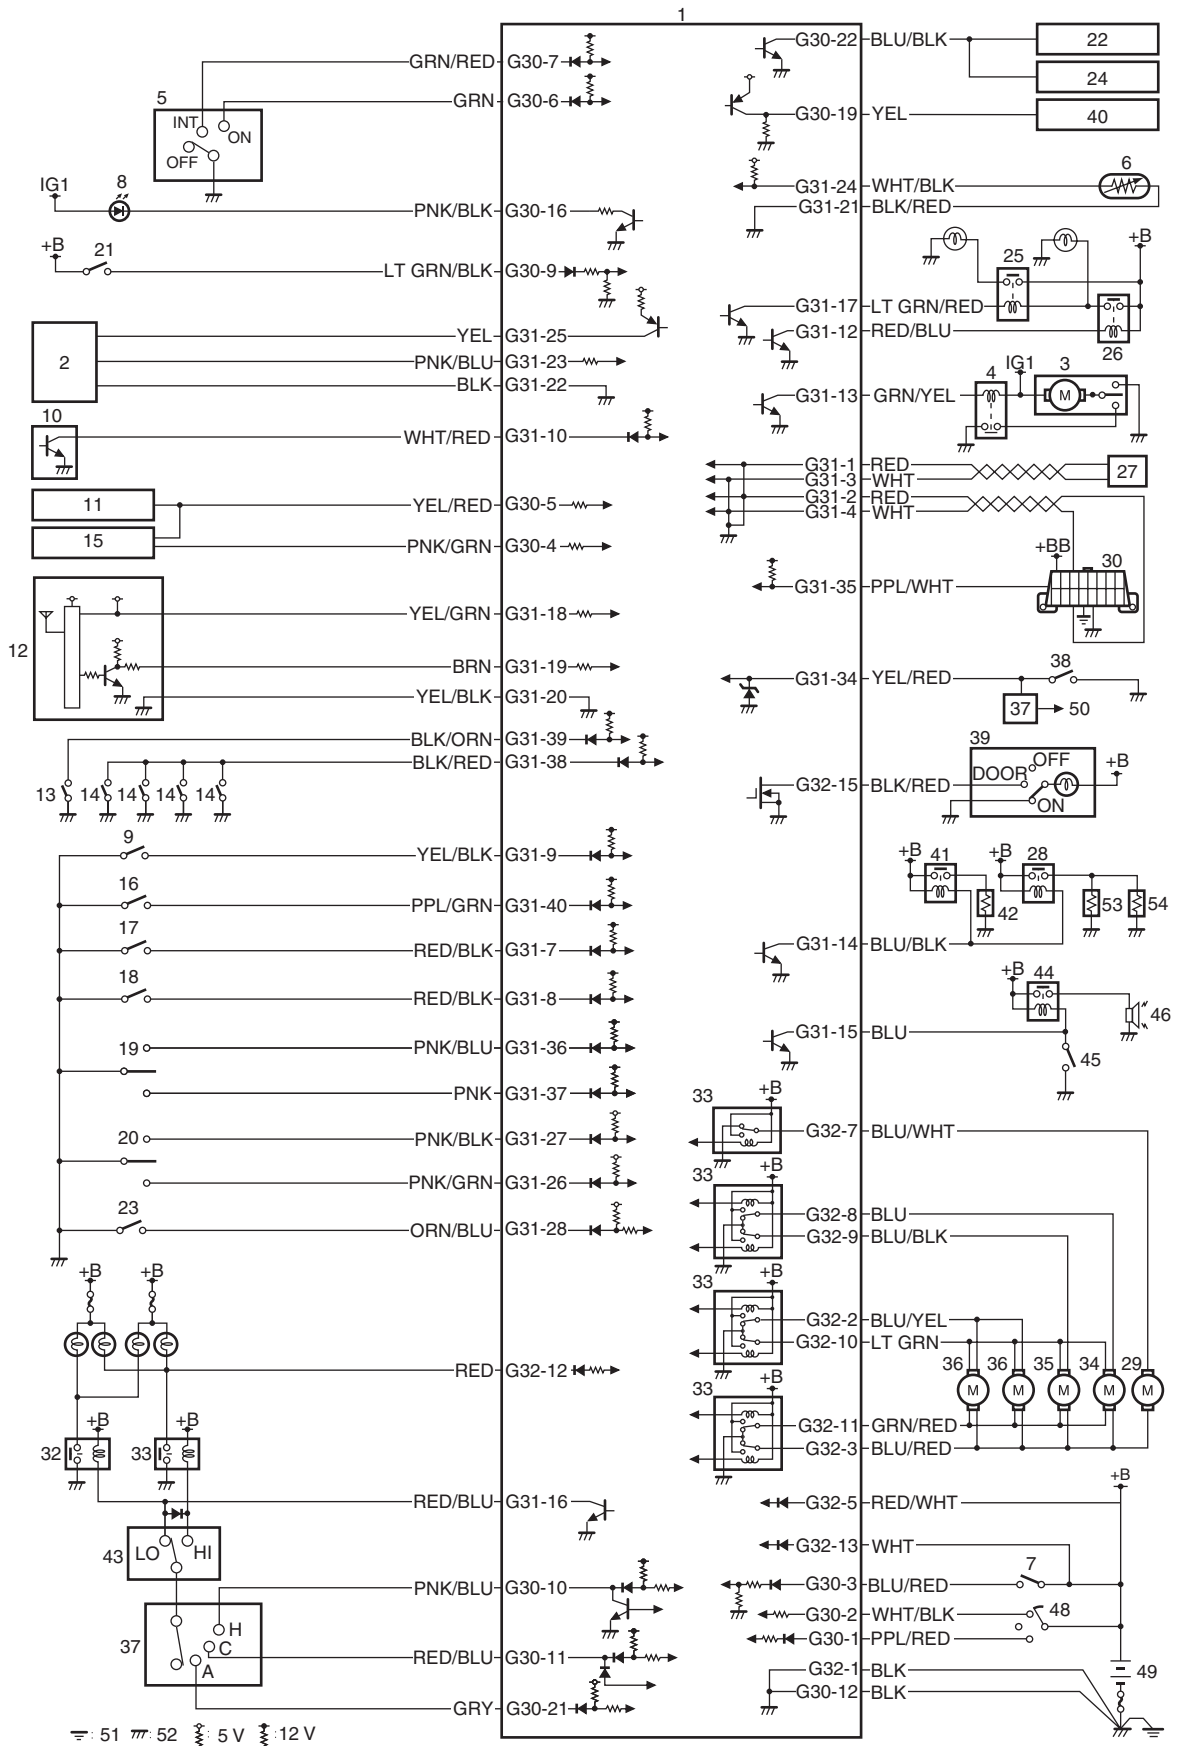 1
GRN/RED G30-7
GRN G30-6
5
INT
ON
OFF
IG1
8
PNK/BLK G30-16
+B
21
LT GRN/BLK G30-9
2
YEL G31-25
PNK/BLU G31-23
BLK G31-22
10
WHT/RED G31-10
11
YEL/RED G30-5
15
PNK/GRN G30-4
12
YEL/GRN G31-18
BRN G31-19
YEL/BLK G31-20
BLK/ORN G31-39
BLK/RED G31-38
13 14 14 14 14
9
YEL/BLK G31-9
16
PPL/GRN G31-40
17
RED/BLK G31-7
18
RED/BLK G31-8
19
PNK/BLU G31-36
PNK G31-37
20
PNK/BLK G31-27
PNK/GRN G31-26
23
ORN/BLU G31-28
+B +B
RED G32-12
+B +B
32 33
RED/BLU G31-16
43
LO HI
PNK/BLU G30-10
37
H
C
A
RED/BLU G30-11
GRY G30-21
: 51 : 52 : 5 V : 12 V
G30-22 BLU/BLK
22
24
G30-19 YEL
40
6
G31-24 WHT/BLK
G31-21 BLK/RED
25
+B
G31-17 LT GRN/RED
G31-12 RED/BLU
26
4
IG1
3
M
G31-13 GRN/YEL
G31-1 RED
G31-3 WHT
27
G31-2 RED
G31-4 WHT
+BB
30
G31-35 PPL/WHT
G31-34 YEL/RED
38
37
50
39
OFF
DOOR
ON
+B
G32-15 BLK/RED
+B 41 +B 28
42 53 54
G31-14 BLU/BLK
+B 44
46
G31-15 BLU
45
33 +B
G32-7 BLU/WHT
33 +B
G32-8 BLU
G32-9 BLU/BLK
33 +B
G32-2 BLU/YEL
G32-10 LT GRN
36 36 35 34 29
M M M M M
33 +B
G32-11 GRN/RED
G32-3 BLU/RED
+B
G32-5 RED/WHT
G32-13 WHT
7
G30-3 BLU/RED
G30-2 WHT/BLK
48
G30-1 PPL/RED
G32-1 BLK
49
G30-12 BLK